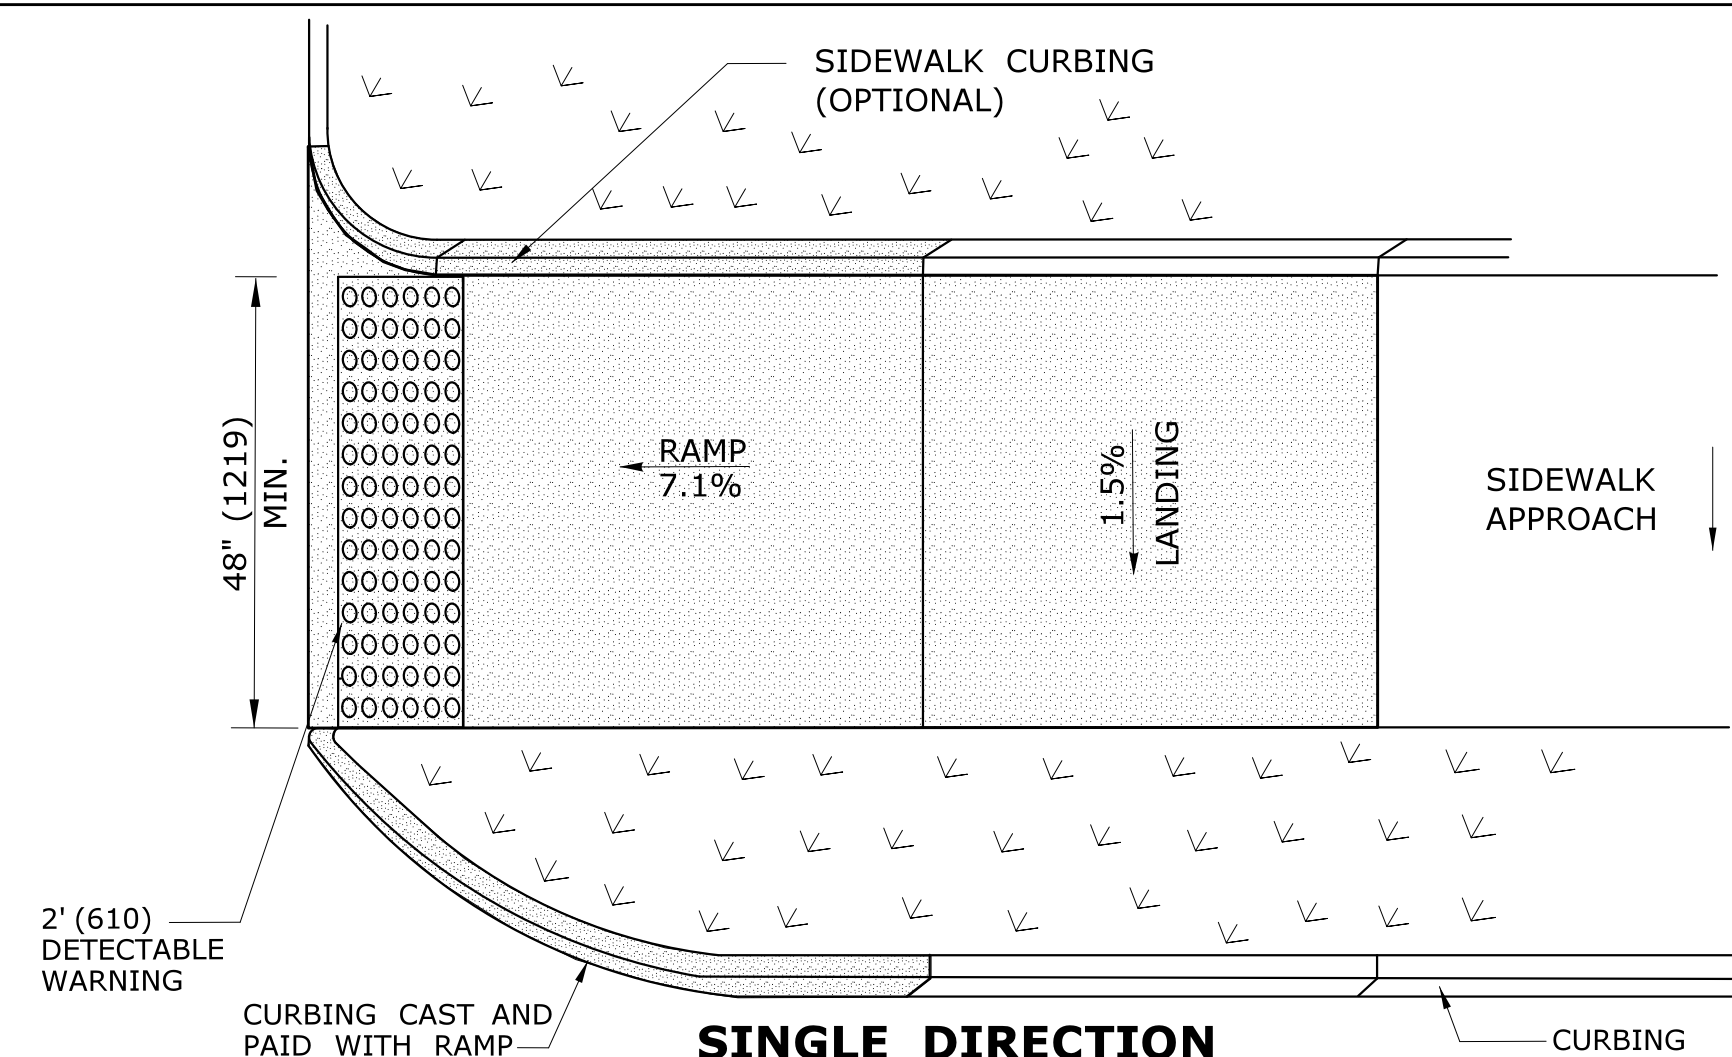 SIDEWALK CURBING
(OPTIONAL)
48" (1219)
MIN.
RAMP
7.1%
1.5%
LANDING
SIDEWALK
APPROACH
2' (610)
DETECTABLE
WARNING
CURBING CAST AND
PAID WITH RAMP
SINGLE DIRECTION
CURBING